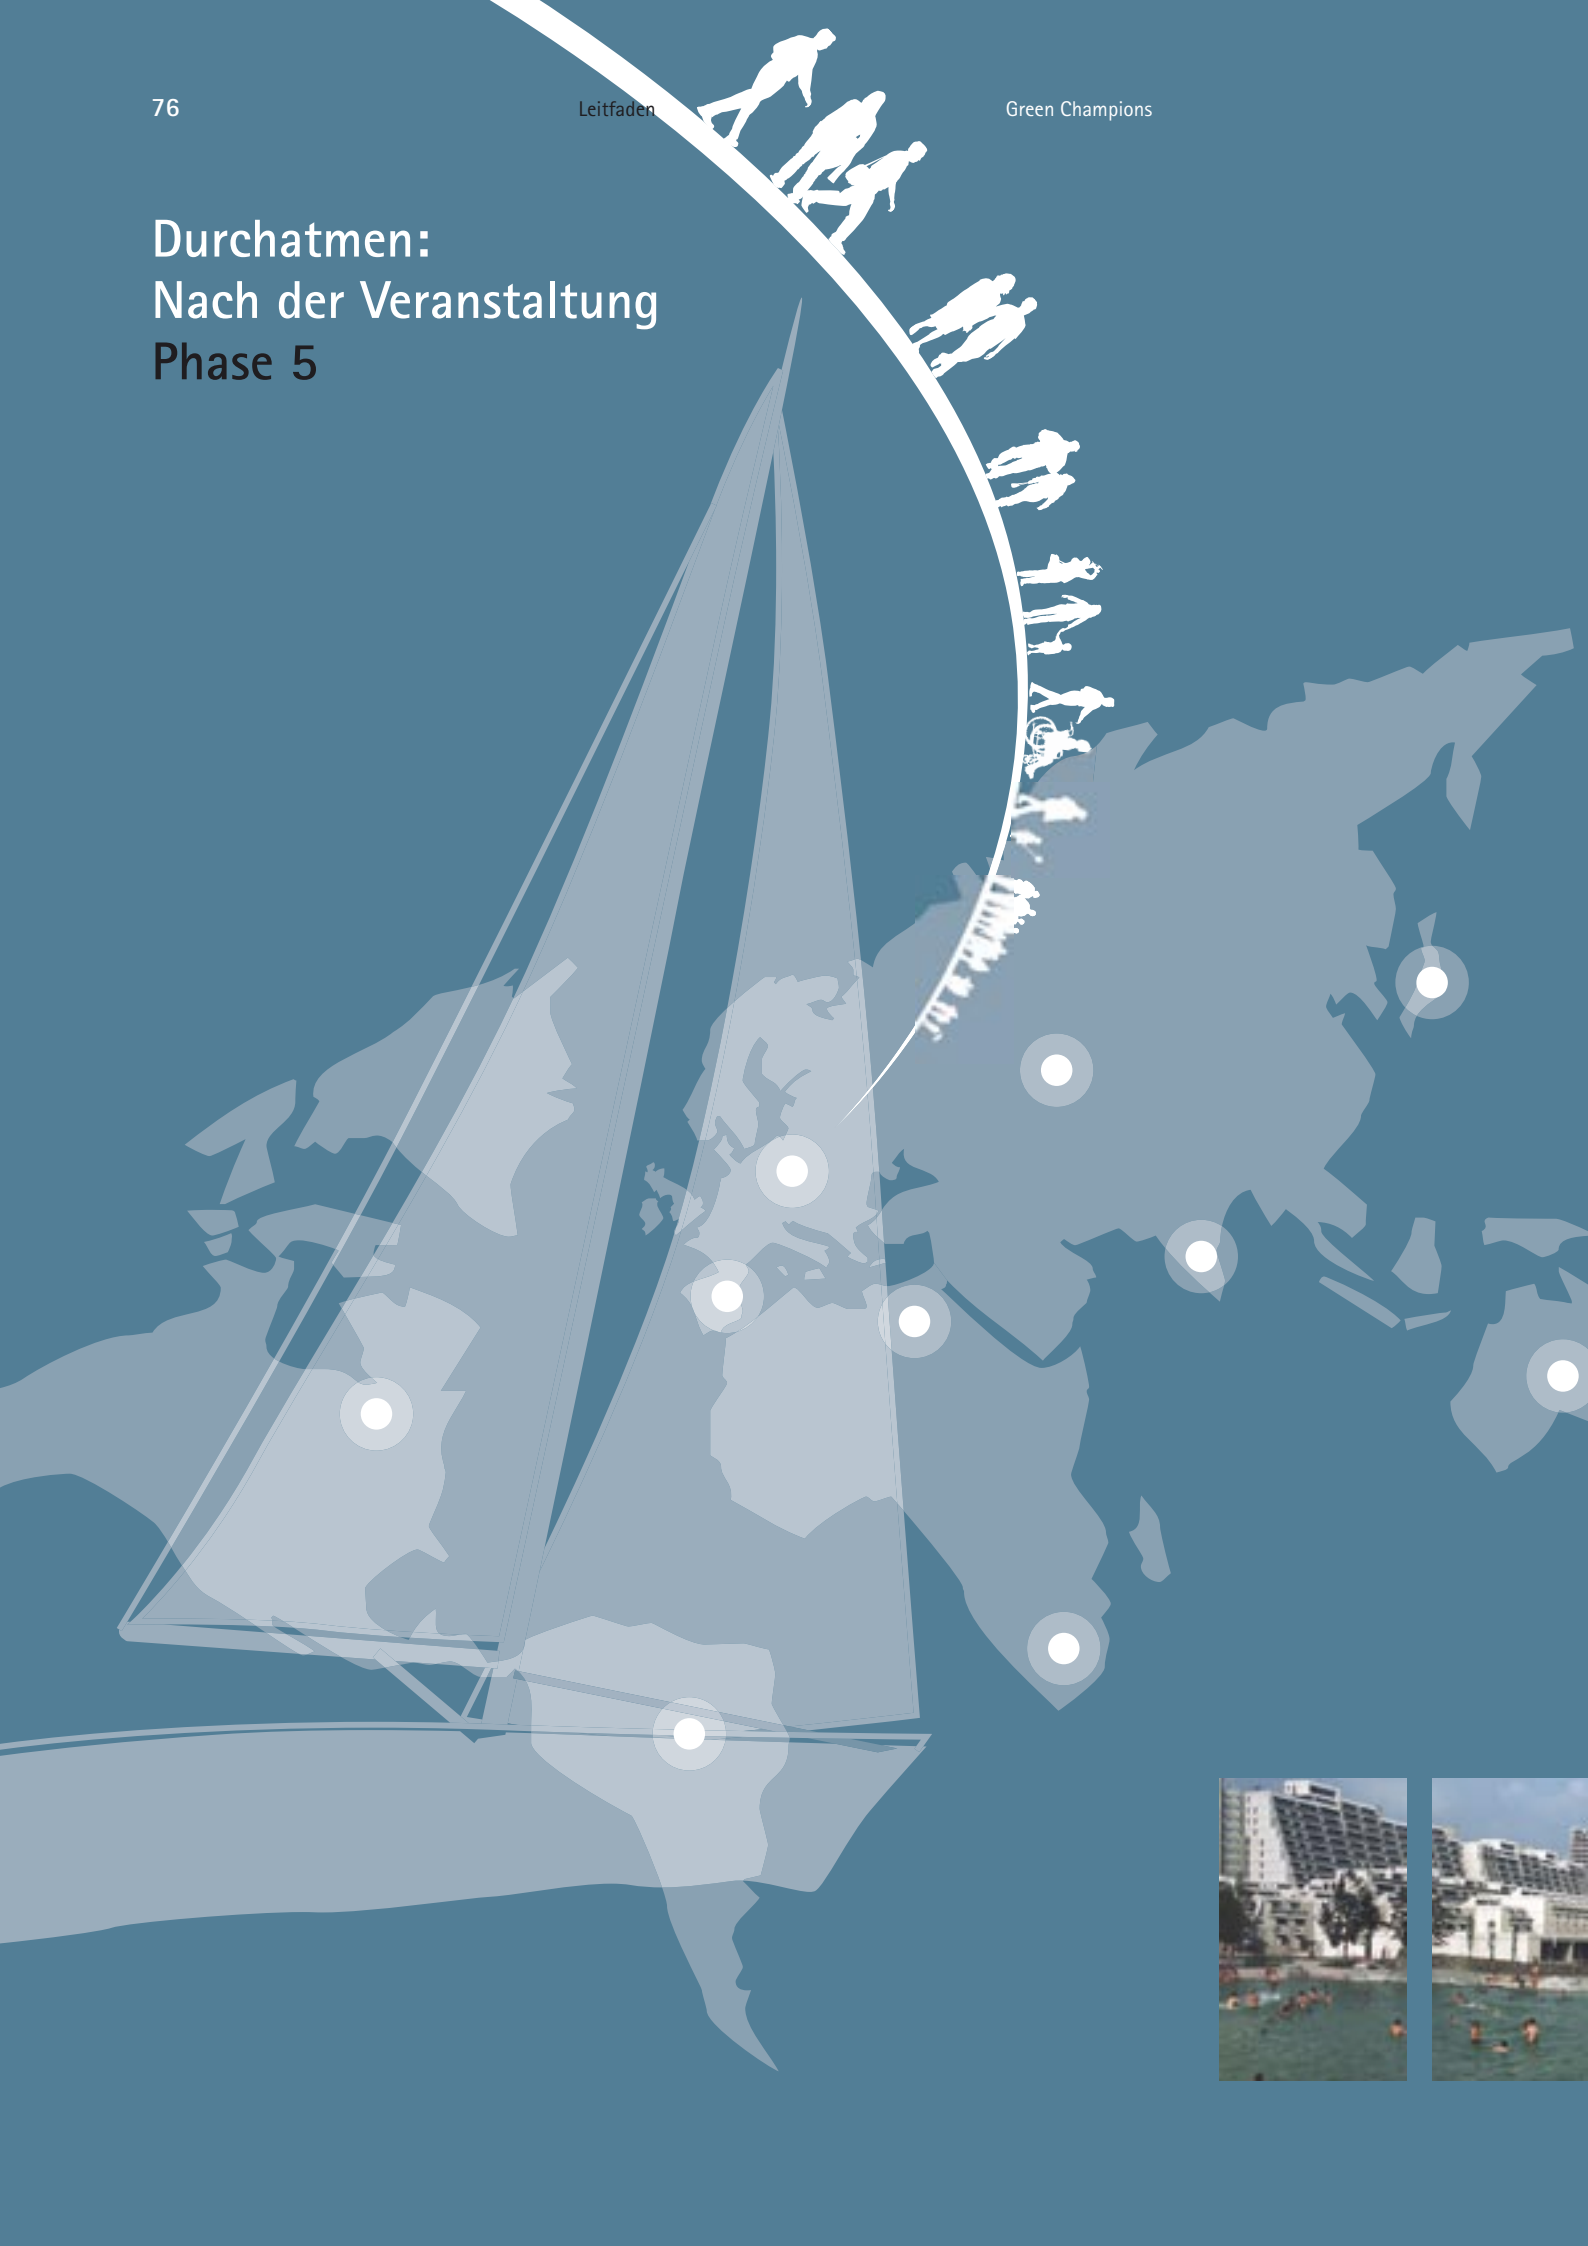 76
Leitfaden
Green Champions
Durchatmen:
Nach der Veranstaltung
Phase 5